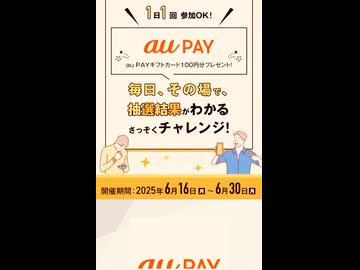 1日1回 参加OK!
au PAY
au PAYギフトカード100円分プレゼント!
毎日、その場で、
抽選結果がわかる
さっそくチャレンジ!
開催期間:2025年6月16日月~6月30日月
au PAY